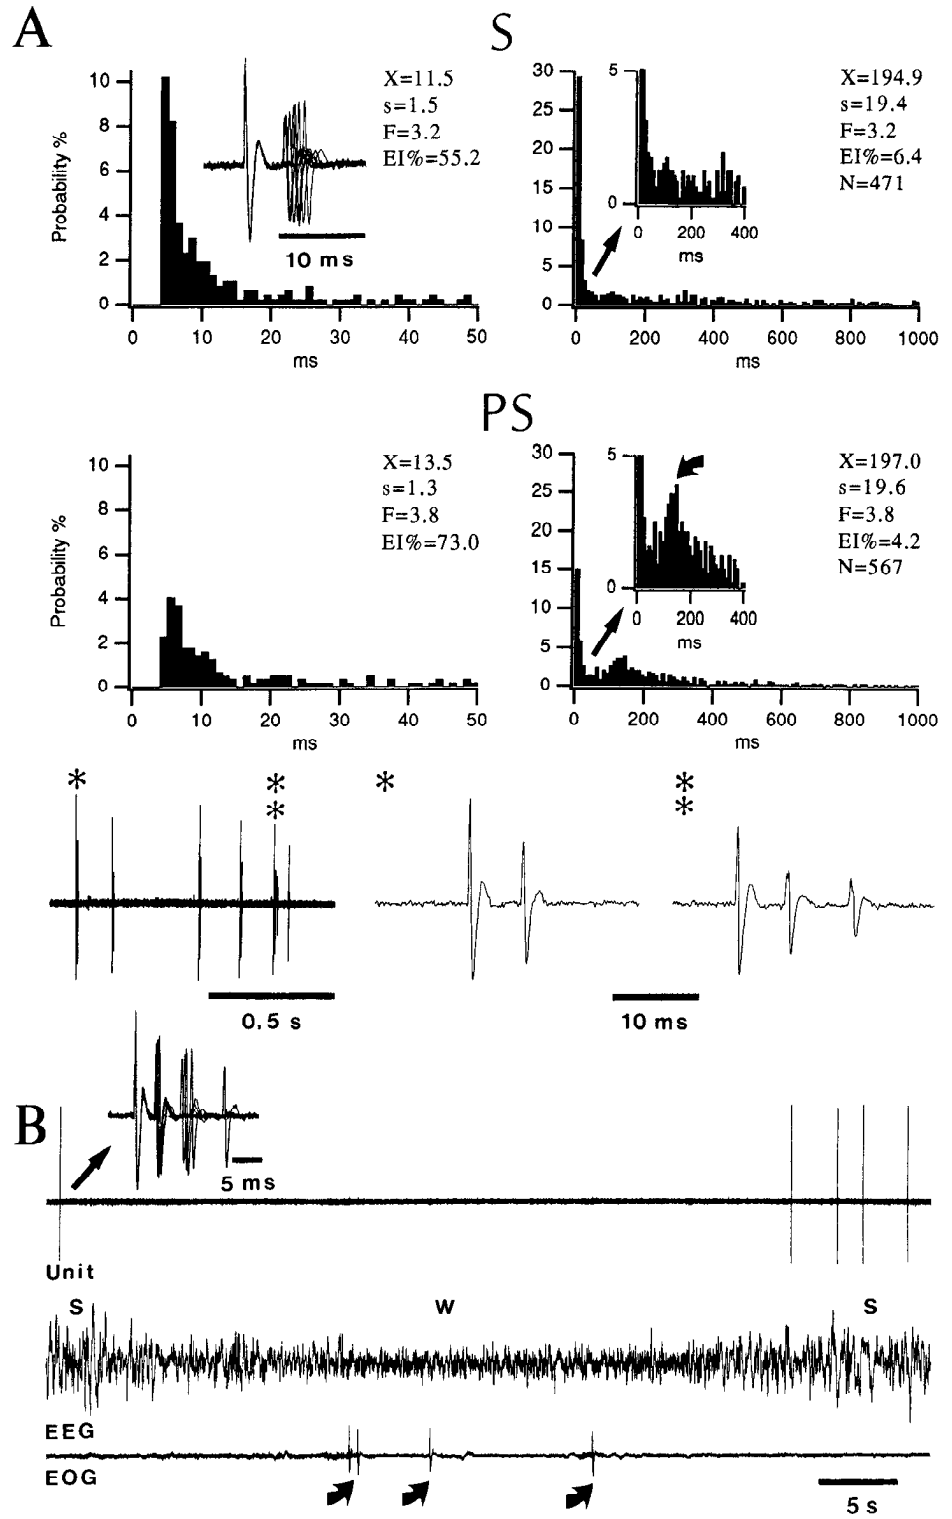 A
S
Probability %
10
8
6
4
2
0
0 10 20 30 40 50
ms
10 ms
X=11.5
s=1.5
F=3.2
EI%=55.2
30
25
20
15
10
5
0
0 200 400 600 800 1000
ms
5
0
0 200 400
ms
X=194.9
s=19.4
F=3.2
EI%=6.4
N=471
PS
Probability %
10
8
6
4
2
0
0 10 20 30 40 50
ms
X=13.5
s=1.3
F=3.8
EI%=73.0
30
25
20
15
10
5
0
0 200 400 600 800 1000
ms
5
0
0 200 400
ms
X=197.0
s=19.6
F=3.8
EI%=4.2
N=567
* ** * **
0.5 s
10 ms
B
5 ms
Unit
S W S
EEG
EOG
5 s